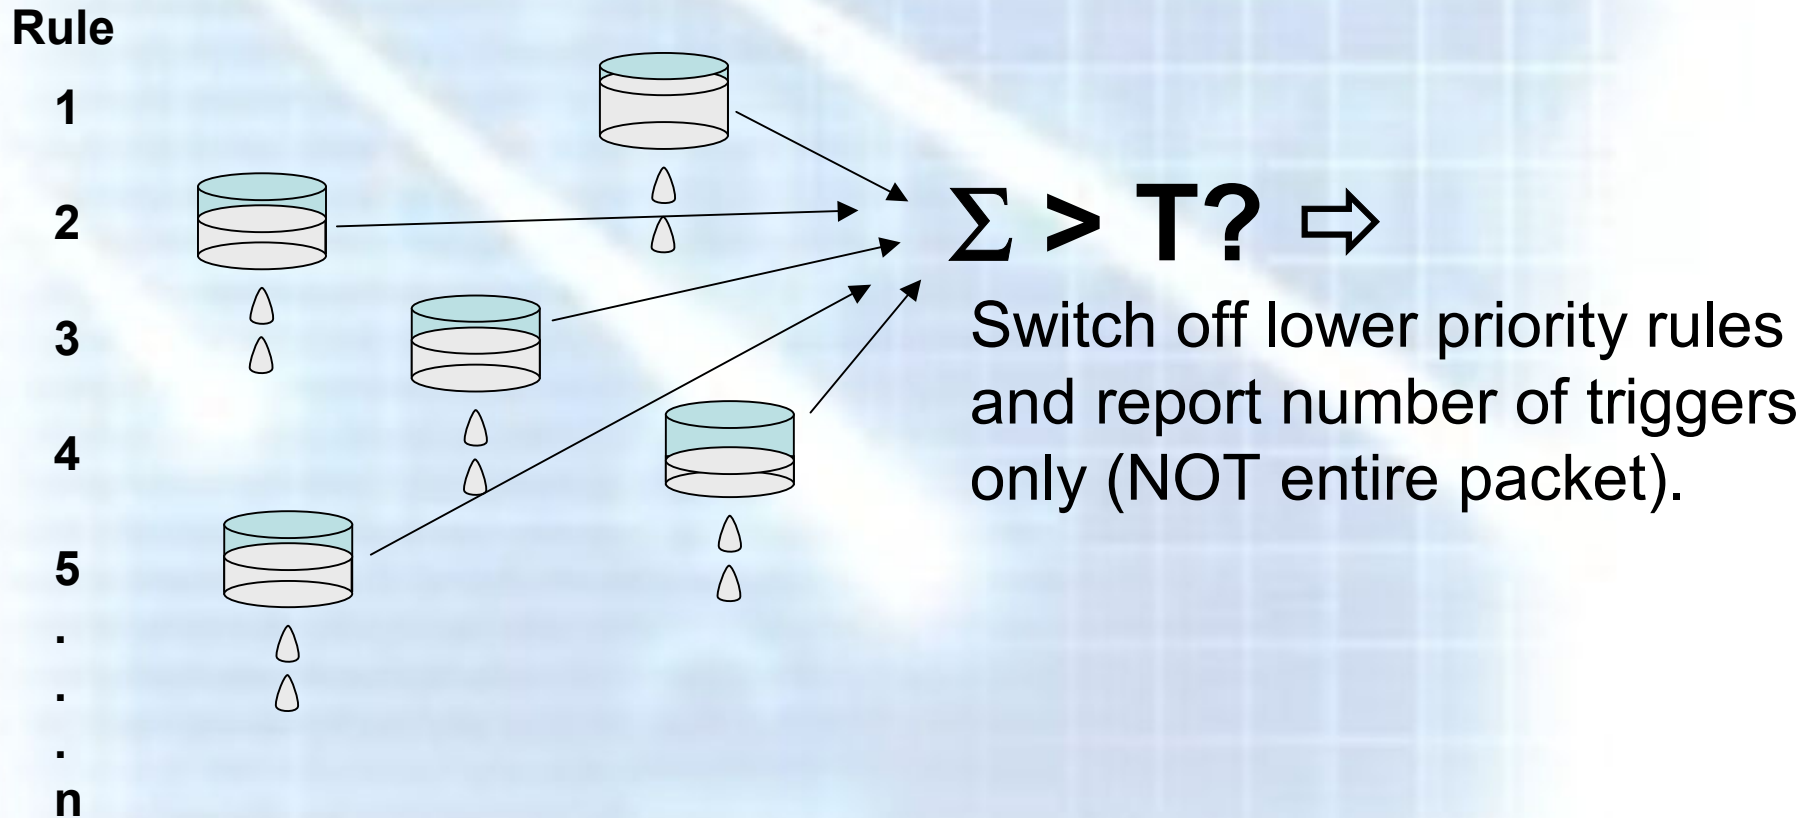 Rule
1
2
3
4
5
.
.
.
n
Σ > T? ⇨
Switch off lower priority rules
and report number of triggers
only (NOT entire packet).